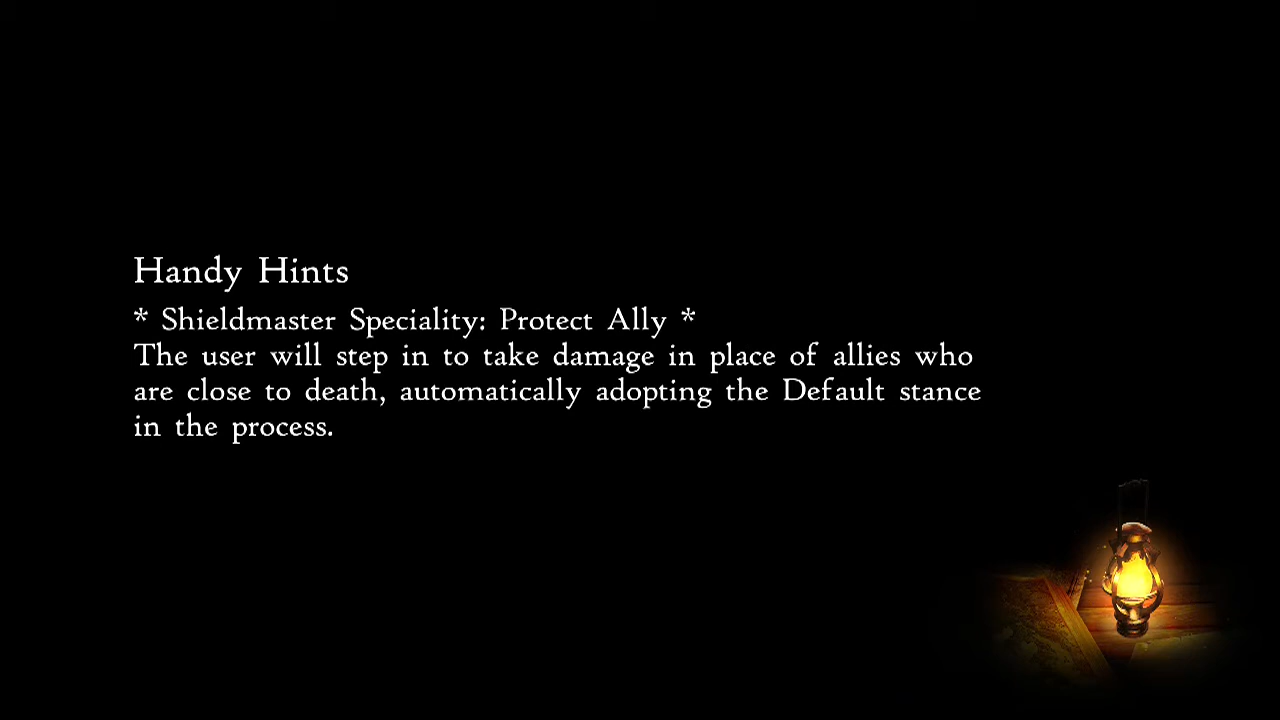 Handy Hints
* Shieldmaster Speciality: Protect Ally *
The user will step in to take damage in place of allies who
are close to death, automatically adopting the Default stance
in the process.